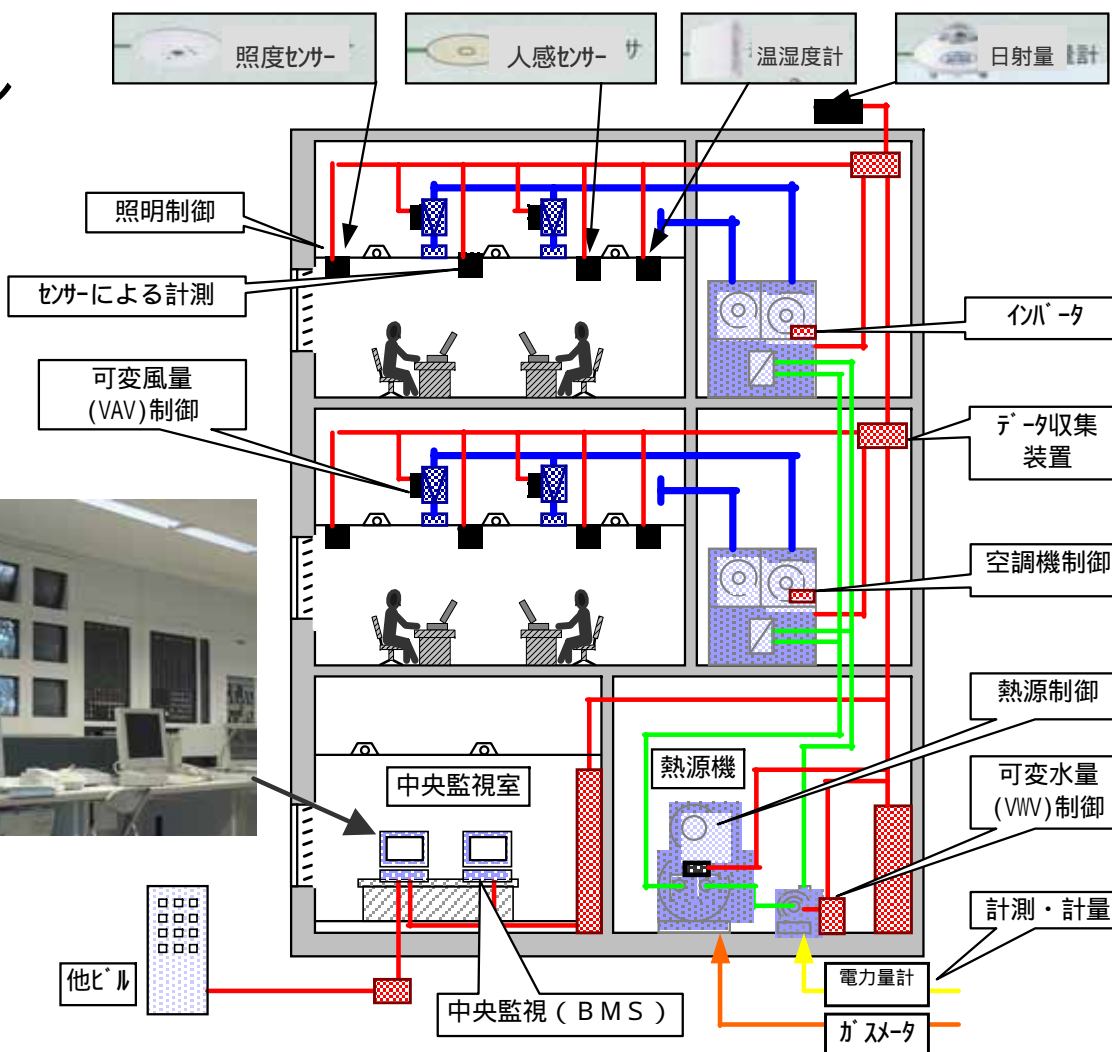 照度センサー
人感センサー サ
温湿度計
日射量 計
照明制御
センサーによる計測
インバータ
可変風量
(VAV)制御
データ収集
装置
空調機制御
熱源制御
熱源機
中央監視室
可変水量
(VWV)制御
計測・計量
他ビル
中央監視(BMS)
電力量計
ガスメータ